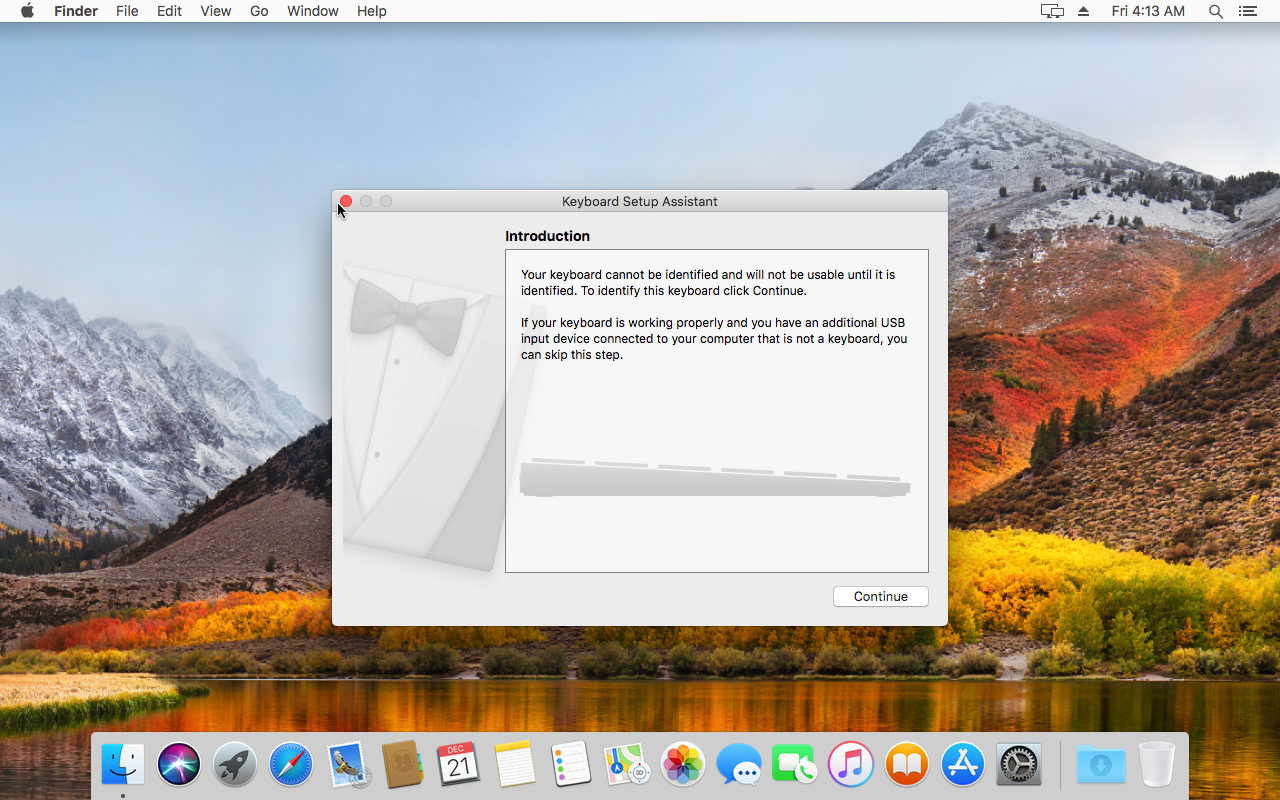 Finder File Edit View Go Window Help Fri 4:13 AM
Keyboard Setup Assistant
Introduction
Your keyboard cannot be identified and will not be usable until it is
identified. To identify this keyboard click Continue.
If your keyboard is working properly and you have an additional USB
input device connected to your computer that is not a keyboard, you
can skip this step.
Continue
DEC
21
3D